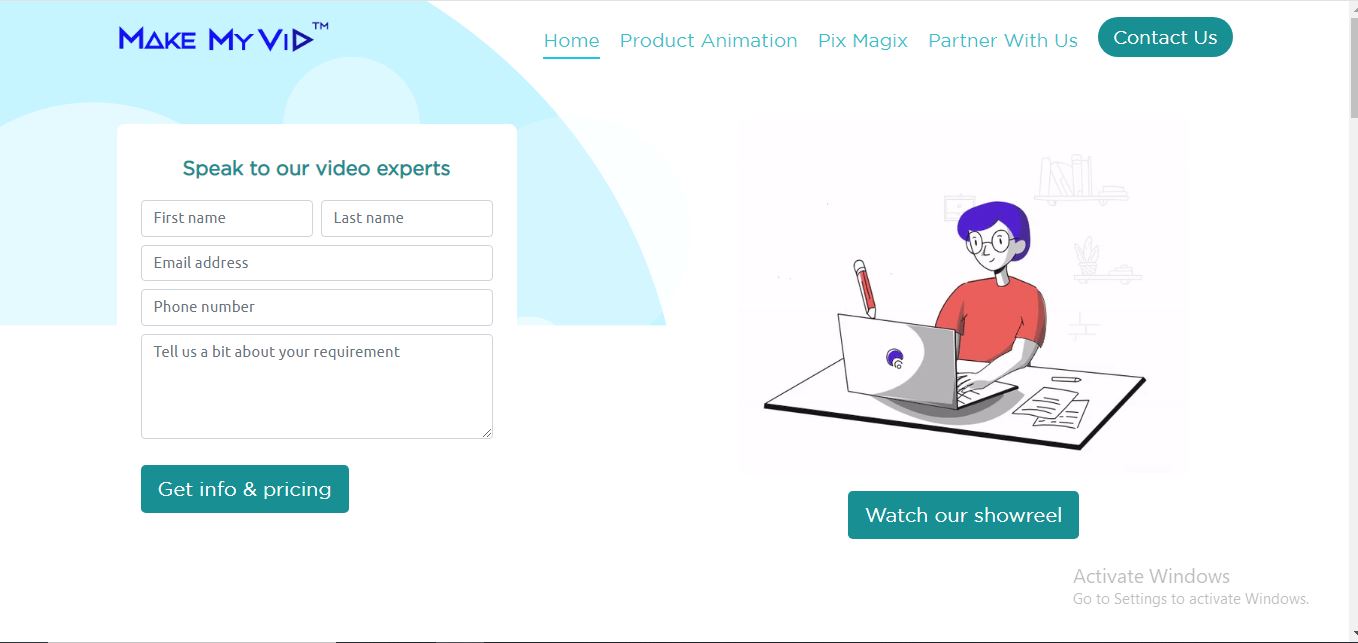 MAKE MY VID™
Home Product Animation Pix Magix Partner With Us Contact Us
Speak to our video experts
First name Last name
Email address
Phone number
Tell us a bit about your requirement
Get info & pricing
Watch our showreel
Activate Windows
Go to Settings to activate Windows.